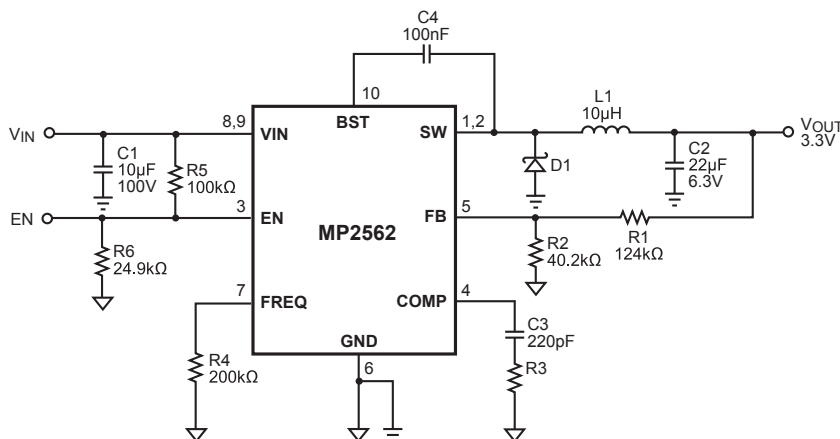 C4
100nF
10
8,9
1,2
L1
10µH
VIN
VIN
BST
SW
VOUT
3.3V
C1
10µF
100V
R5
100kΩ
D1
C2
22µF
6.3V
EN
3
EN
MP2562
FB
5
R6
24.9kΩ
R2
40.2kΩ
R1
124kΩ
7
FREQ
COMP
4
GND
6
C3
220pF
R4
200kΩ
R3